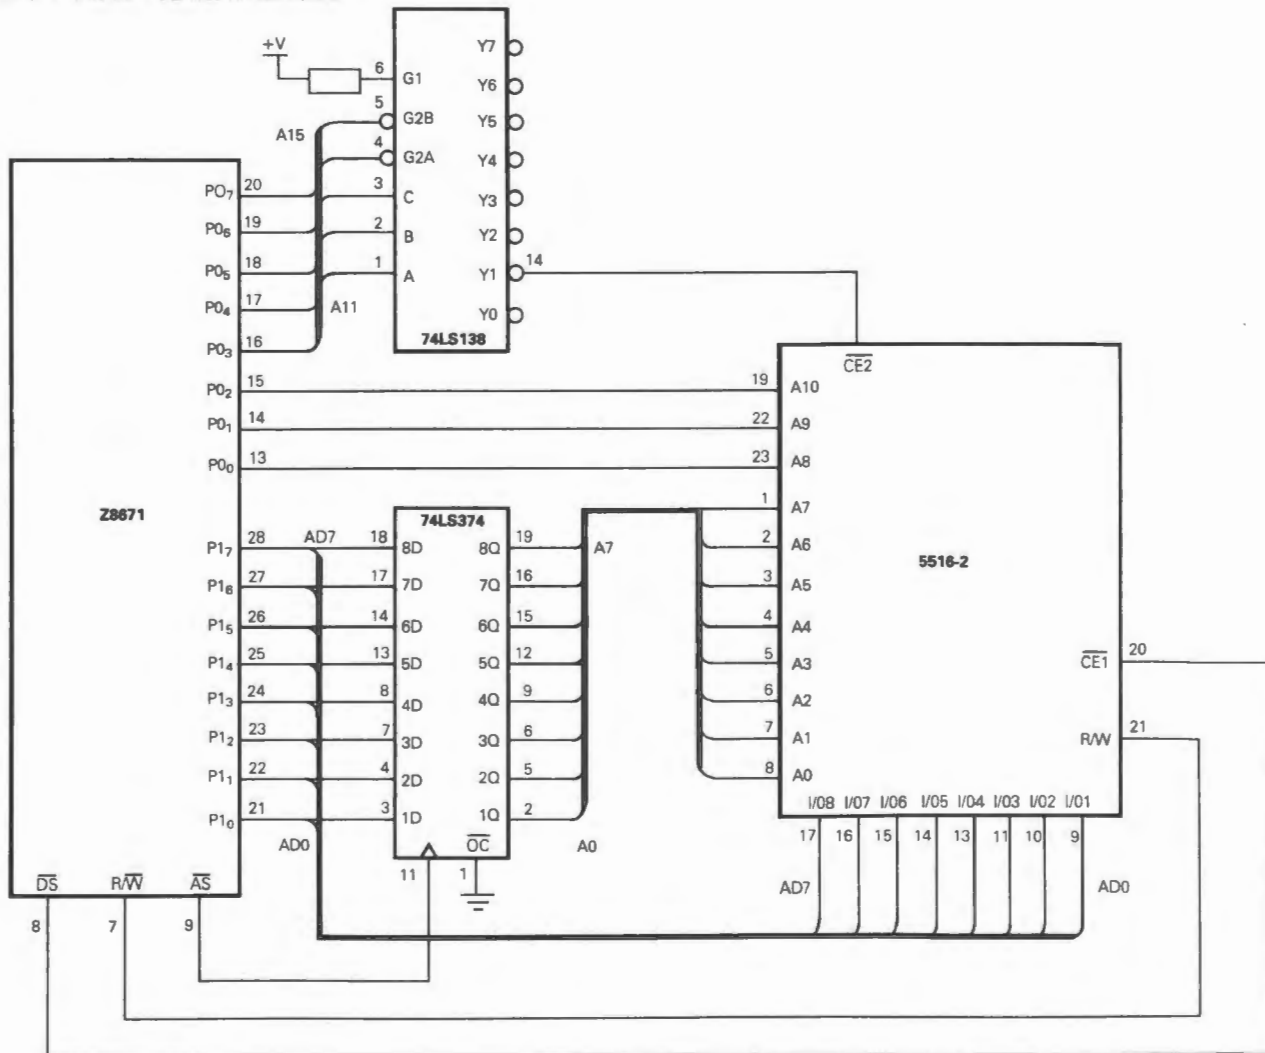 +V
6 G1
5 G2B
4 G2A
3 C
2 B
1 A
Y7
Y6
Y5
Y4
Y3
Y2
Y1 14
Y0
74LS138
A15
A11
Z8671
PO7 20
P06 19
P05 18
P04 17
P03 16
P02 15
P01 14
P00 13
P17 28
P16 27
P15 26
P14 25
P13 24
P12 23
P11 22
P10 21
DS
R/W
AS
8
7
9
AD7
AD0
74LS374
18 8D
17 7D
14 6D
13 5D
8 4D
7 3D
4 2D
3 1D
8Q 19
7Q 16
6Q 15
5Q 12
4Q 9
3Q 6
2Q 5
1Q 2
OC
11
1
A7
A0
5516-2
CE2
19 A10
22 A9
23 A8
1 A7
2 A6
3 A5
4 A4
5 A3
6 A2
7 A1
8 A0
CE1 20
R/W 21
I/08 I/07 I/06 I/05 I/04 I/03 I/02 I/01
17 16 15 14 13 11 10 9
AD7
AD0